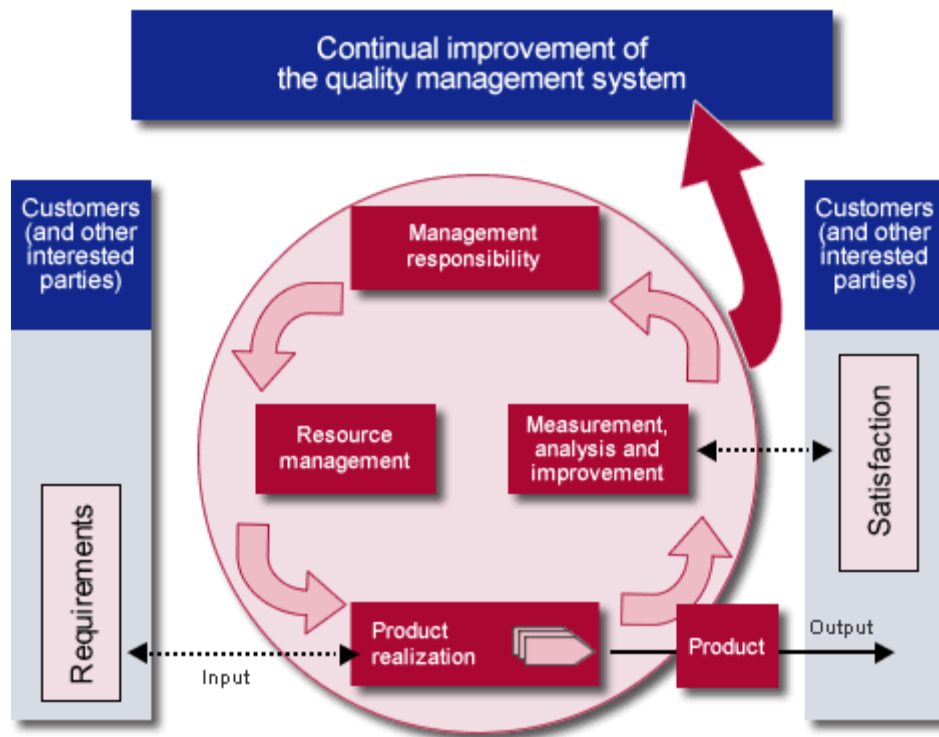 Continual improvement of
the quality management system
Customers
(and other
interested
parties)
Customers
(and other
interested
parties)
Management
responsibility
Resource
management
Measurement,
analysis and
improvement
Satisfaction
Requirements
Product
realization
Product
Output
Input